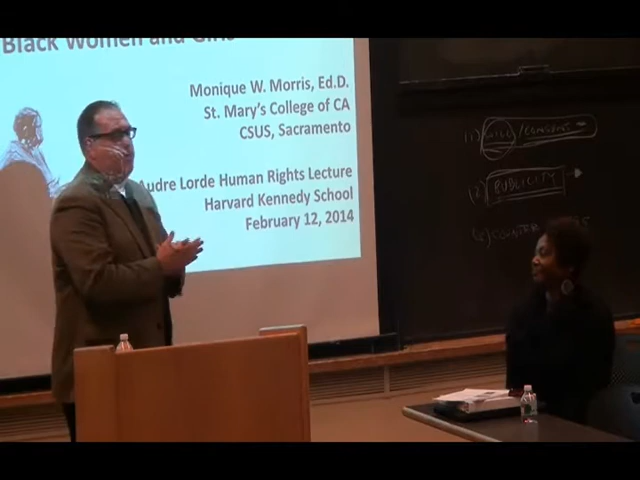 Black Women and Girls
Monique W. Morris, Ed.D.
St. Mary's College of CA
CSUS, Sacramento
Audre Lorde Human Rights Lecture
Harvard Kennedy School
February 12, 2014
(2) PUBLICITY